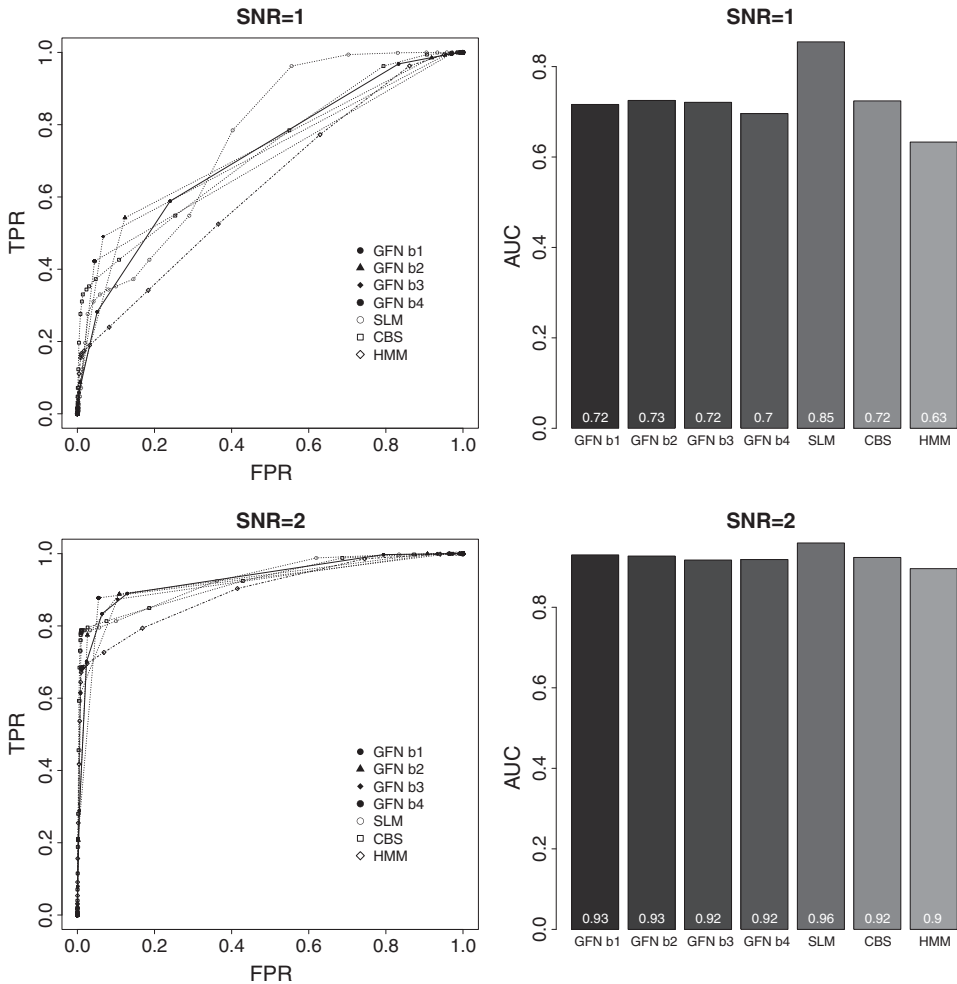 SNR=1
TPR
0.0 0.2 0.4 0.6 0.8 1.0
GFN b1
GFN b2
GFN b3
GFN b4
SLM
CBS
HMM
0.0 0.2 0.4 0.6 0.8 1.0
FPR
SNR=1
AUC
0.0 0.2 0.4 0.6 0.8
0.72 0.73 0.72 0.7 0.85 0.72 0.63
GFN b1 GFN b2 GFN b3 GFN b4 SLM CBS HMM
SNR=2
TPR
0.0 0.2 0.4 0.6 0.8 1.0
GFN b1
GFN b2
GFN b3
GFN b4
SLM
CBS
HMM
0.0 0.2 0.4 0.6 0.8 1.0
FPR
SNR=2
AUC
0.0 0.2 0.4 0.6 0.8
0.93 0.93 0.92 0.92 0.96 0.92 0.9
GFN b1 GFN b2 GFN b3 GFN b4 SLM CBS HMM